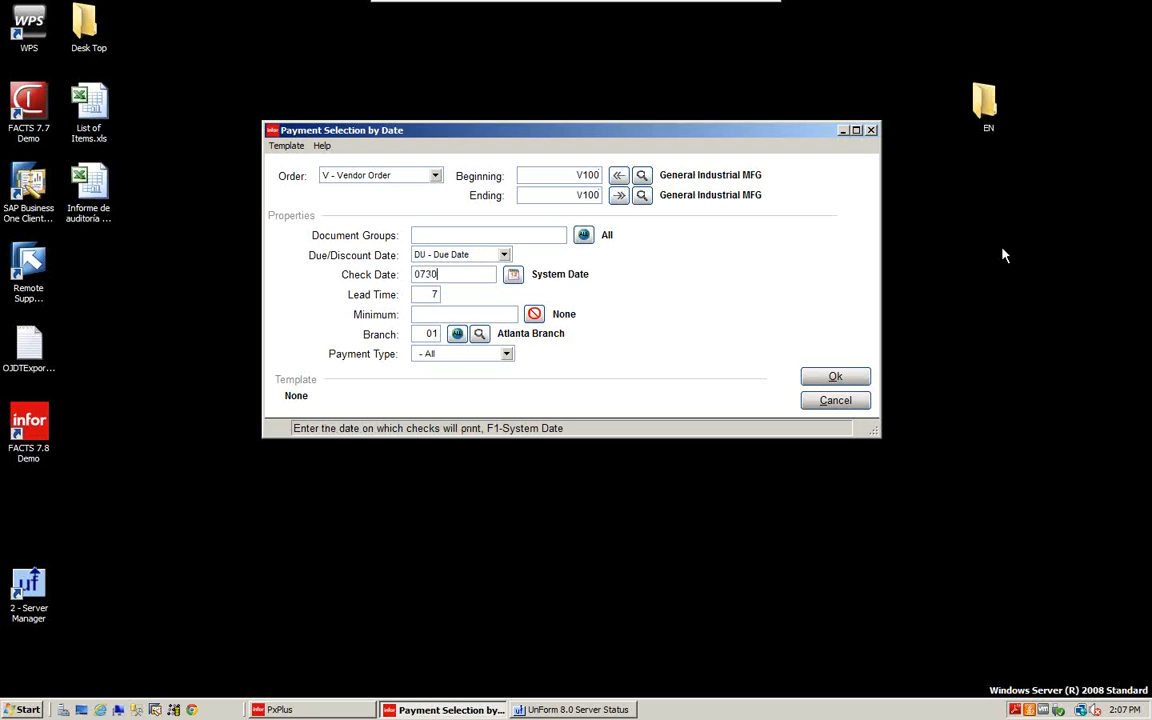 WPS
Desk Top
FACTS 7.7
Demo
List of
Items.xls
EN
SAP Business
One Client...
Informe de
auditoría ...
Remote
Supp...
OJDTExpor...
infor
FACTS 7.8
Demo
uf
2 - Server
Manager
infor Payment Selection by Date
Template Help
Order: V - Vendor Order Beginning: V100 General Industrial MFG
Ending: V100 General Industrial MFG
Properties
Document Groups: All
Due/Discount Date: DU - Due Date
Check Date: 0730 System Date
Lead Time: 7
Minimum: None
Branch: 01 Atlanta Branch
Payment Type: - All
Template
None
Ok
Cancel
Enter the date on which checks will print, F1-System Date
Windows Server (R) 2008 Standard
Start infor PxPlus infor Payment Selection by... uf UnForm 8.0 Server Status 2:07 PM